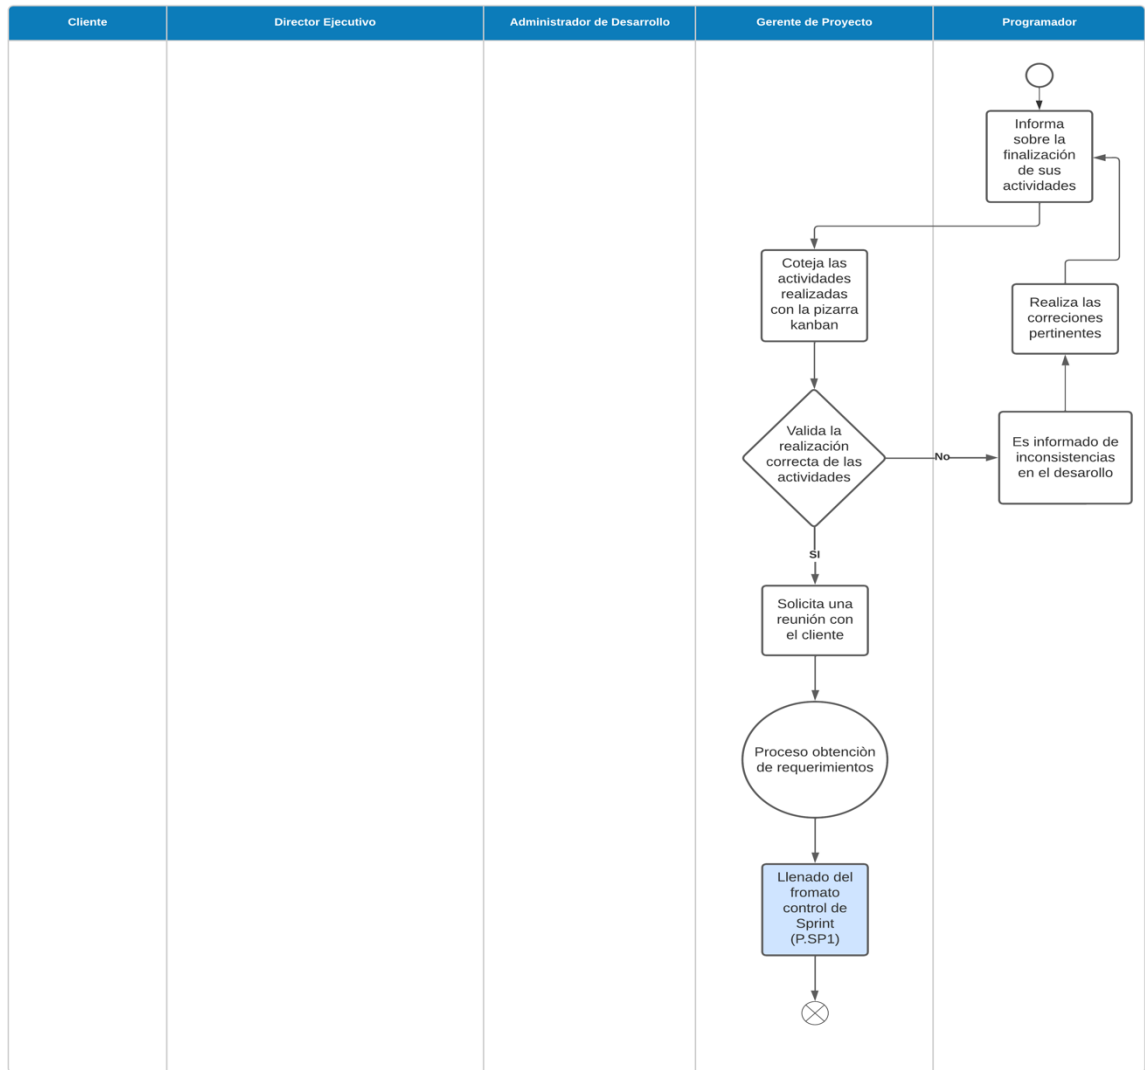 Cliente
Director Ejecutivo
Administrador de Desarrollo
Gerente de Proyecto
Programador
Informa
sobre la
finalización
de sus
actividades
Coteja las
actividades
realizadas
con la pizarra
kanban
Realiza las
correciones
pertinentes
Valida la
realización
correcta de las
actividades
No
Es informado de
inconsistencias
en el desarollo
SI
Solicita una
reunión con
el cliente
Proceso obtenciòn
de requerimientos
Llenado del
fromato
control de
Sprint
(P.SP1)